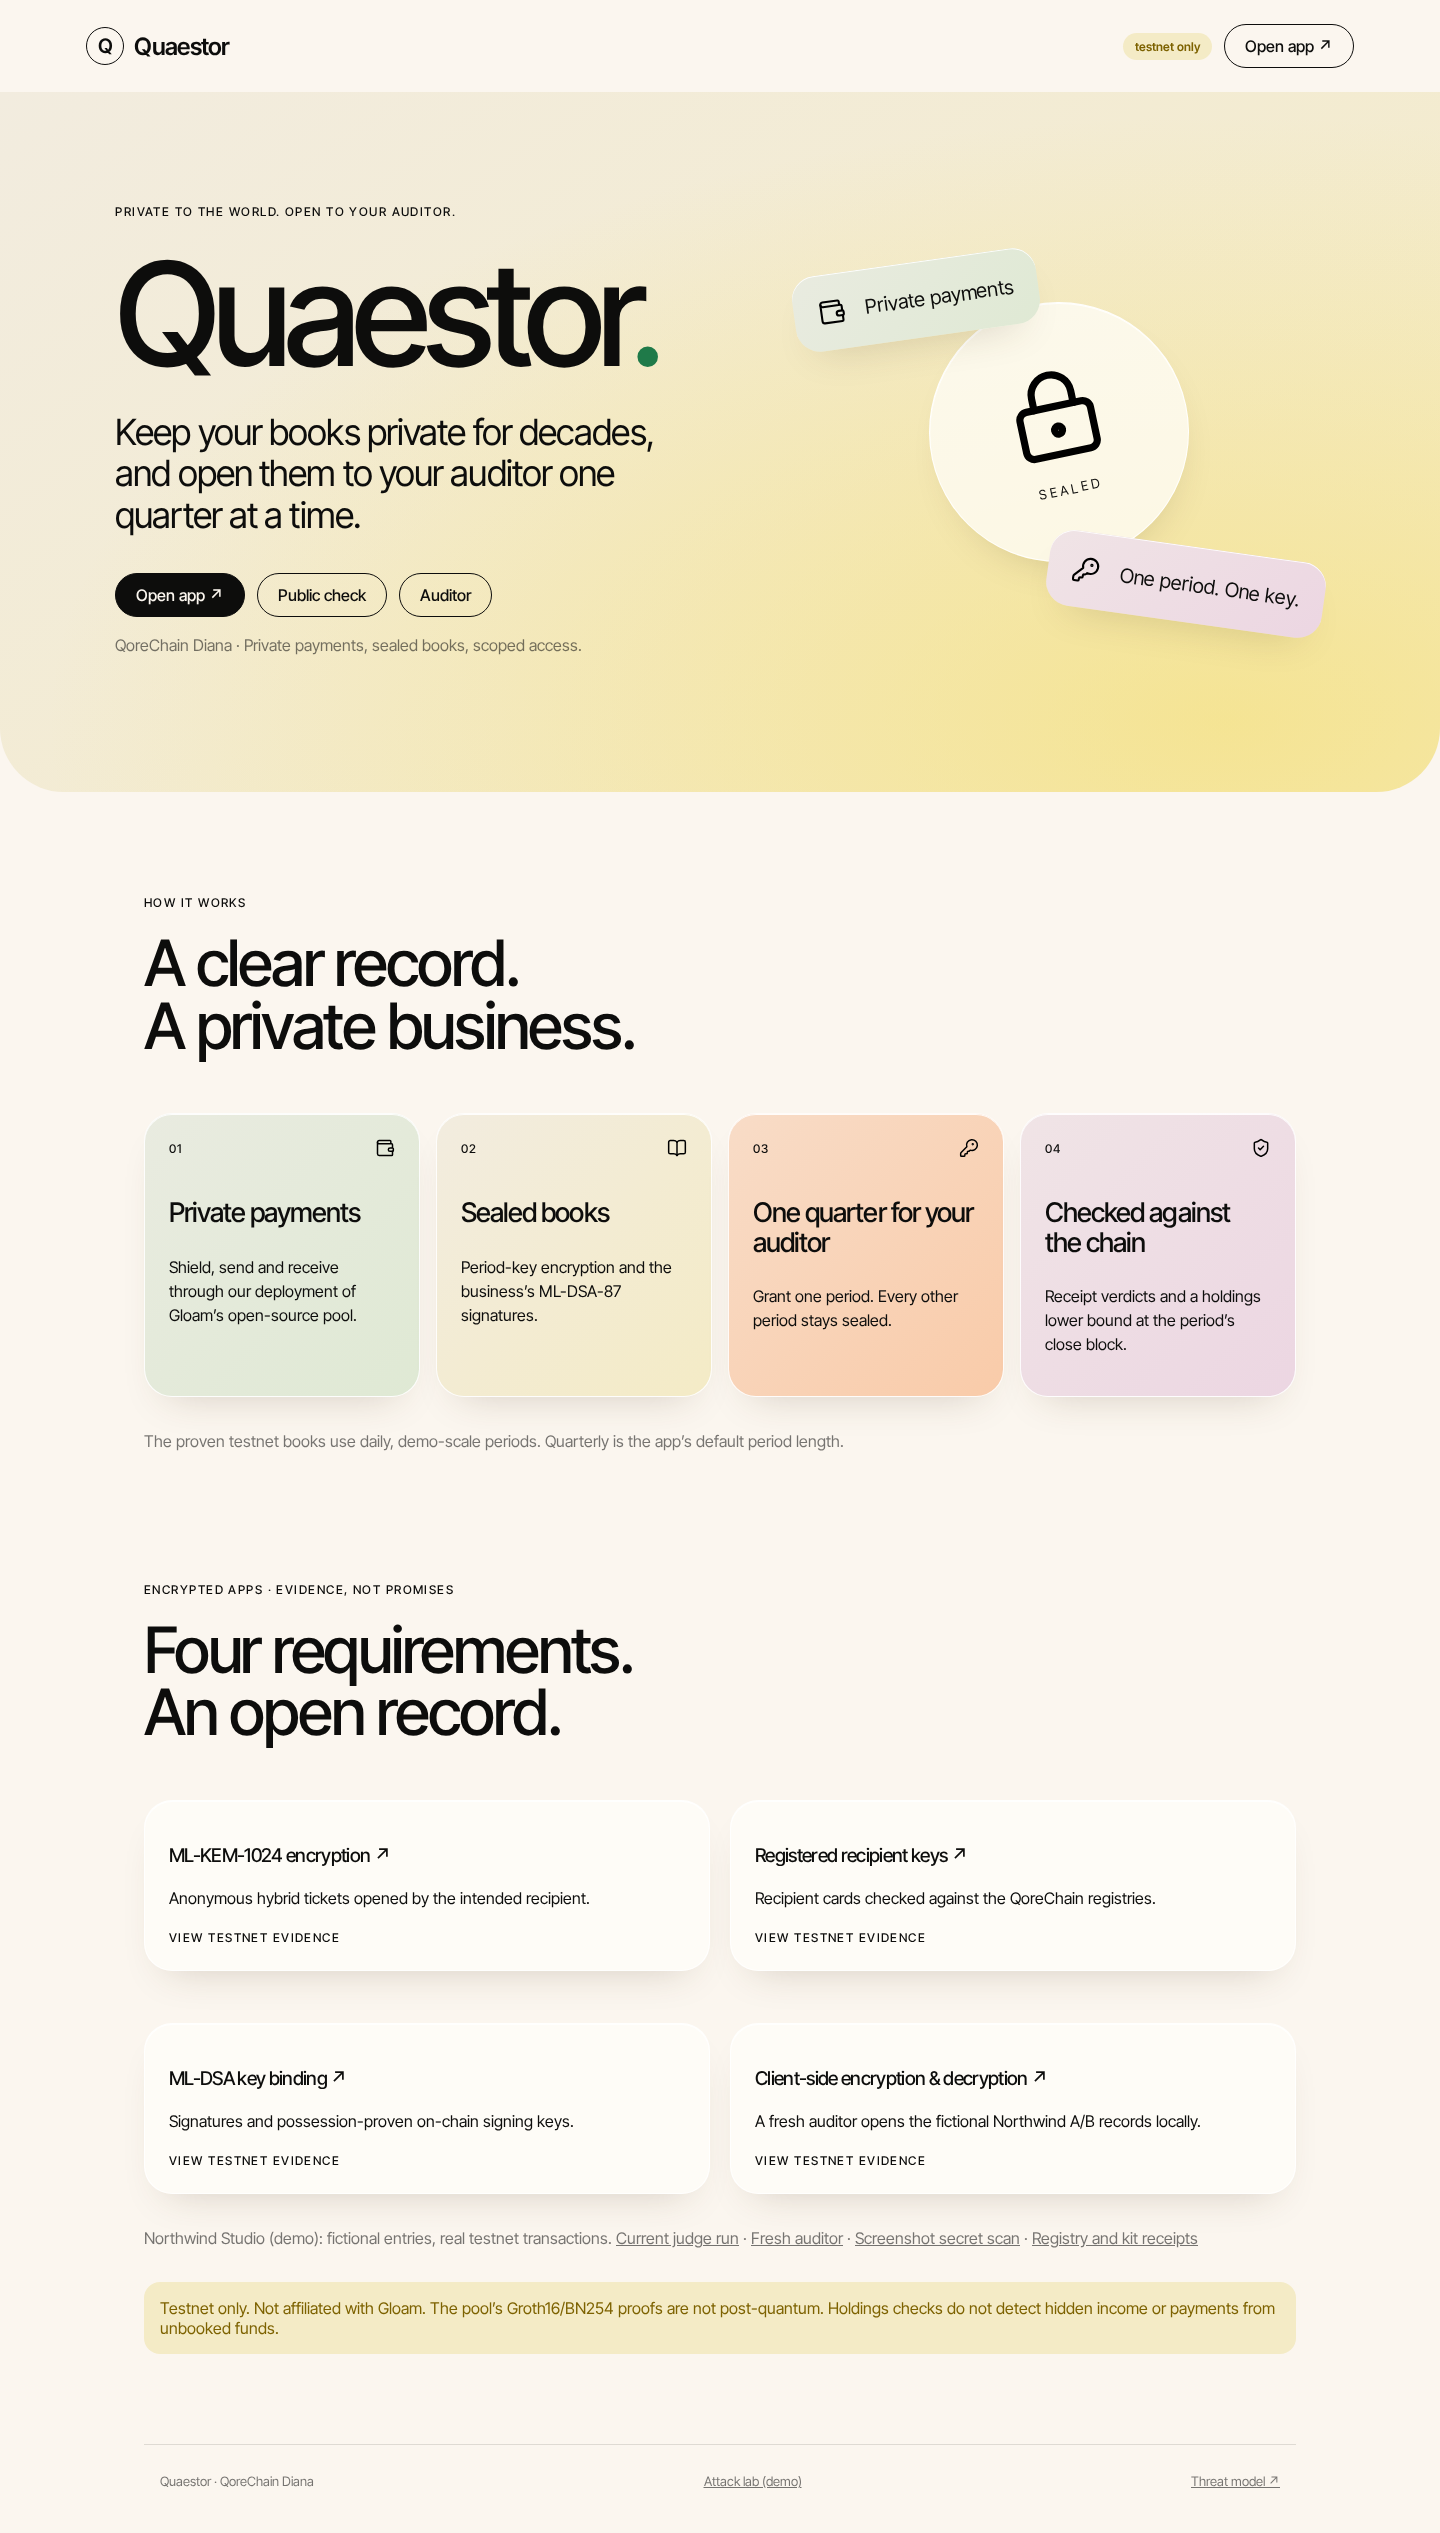 Q Quaestor
testnet only
Open app ↗
PRIVATE TO THE WORLD. OPEN TO YOUR AUDITOR.
Quaestor.
Keep your books private for decades,
and open them to your auditor one
quarter at a time.
Open app ↗
Public check
Auditor
QoreChain Diana · Private payments, sealed books, scoped access.
Private payments
SEALED
One period. One key.
HOW IT WORKS
A clear record.
A private business.
01
Private payments
Shield, send and receive
through our deployment of
Gloam’s open-source pool.
02
Sealed books
Period-key encryption and the
business’s ML-DSA-87
signatures.
03
One quarter for your
auditor
Grant one period. Every other
period stays sealed.
04
Checked against
the chain
Receipt verdicts and a holdings
lower bound at the period’s
close block.
The proven testnet books use daily, demo-scale periods. Quarterly is the app’s default period length.
ENCRYPTED APPS · EVIDENCE, NOT PROMISES
Four requirements.
An open record.
ML-KEM-1024 encryption ↗
Anonymous hybrid tickets opened by the intended recipient.
VIEW TESTNET EVIDENCE
Registered recipient keys ↗
Recipient cards checked against the QoreChain registries.
VIEW TESTNET EVIDENCE
ML-DSA key binding ↗
Signatures and possession-proven on-chain signing keys.
VIEW TESTNET EVIDENCE
Client-side encryption & decryption ↗
A fresh auditor opens the fictional Northwind A/B records locally.
VIEW TESTNET EVIDENCE
Northwind Studio (demo): fictional entries, real testnet transactions. Current judge run · Fresh auditor · Screenshot secret scan · Registry and kit receipts
Testnet only. Not affiliated with Gloam. The pool’s Groth16/BN254 proofs are not post-quantum. Holdings checks do not detect hidden income or payments from
unbooked funds.
Quaestor · QoreChain Diana
Attack lab (demo)
Threat model ↗